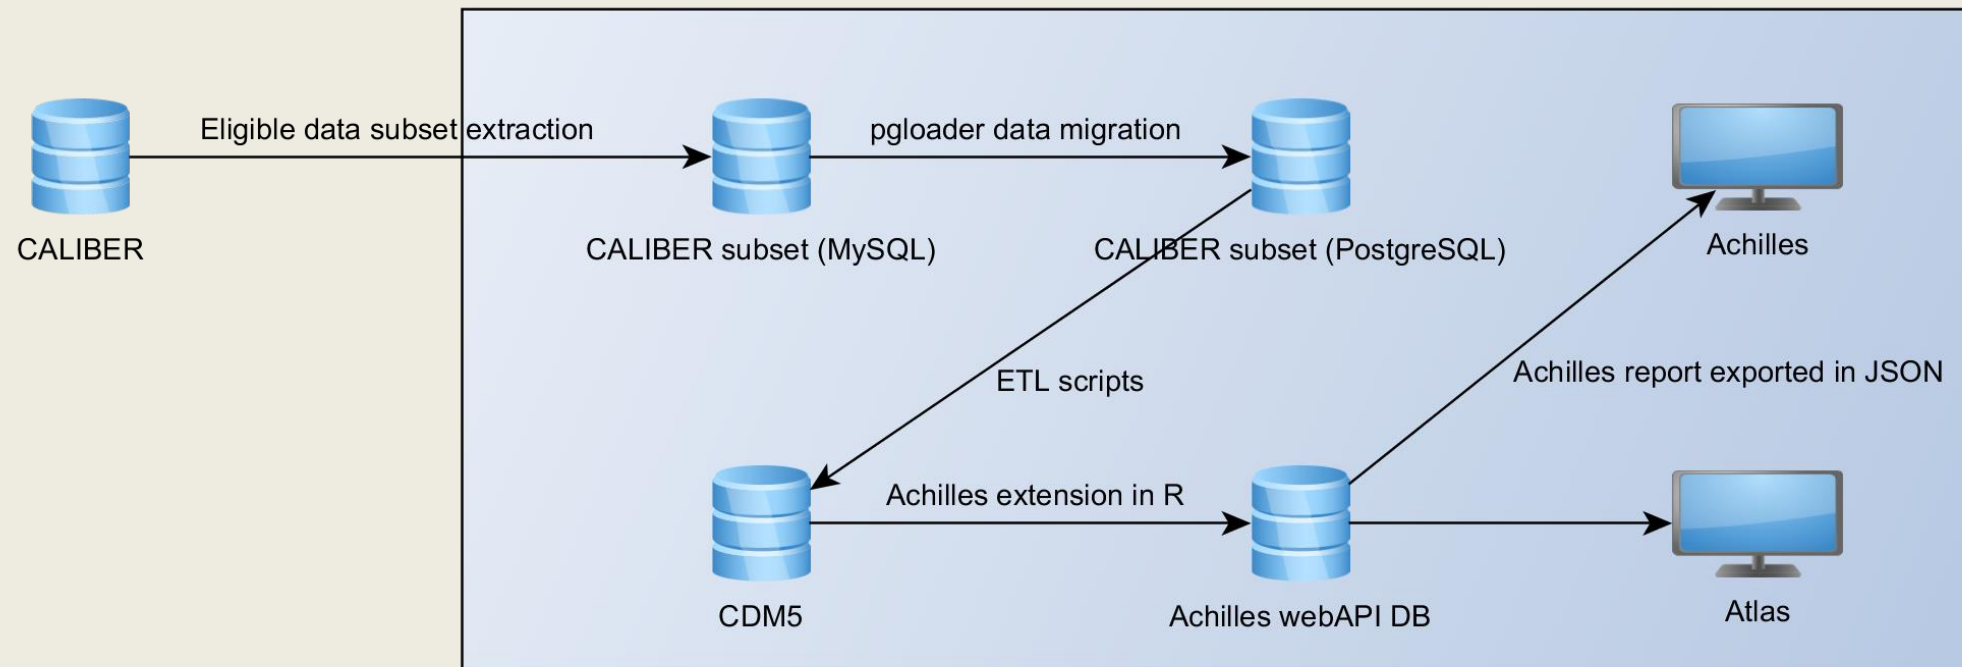 Eligible data subset extraction
pgloader data migration
CALIBER
CALIBER subset (MySQL)
CALIBER subset (PostgreSQL)
Achilles
ETL scripts
Achilles report exported in JSON
Achilles extension in R
CDM5
Achilles webAPI DB
Atlas